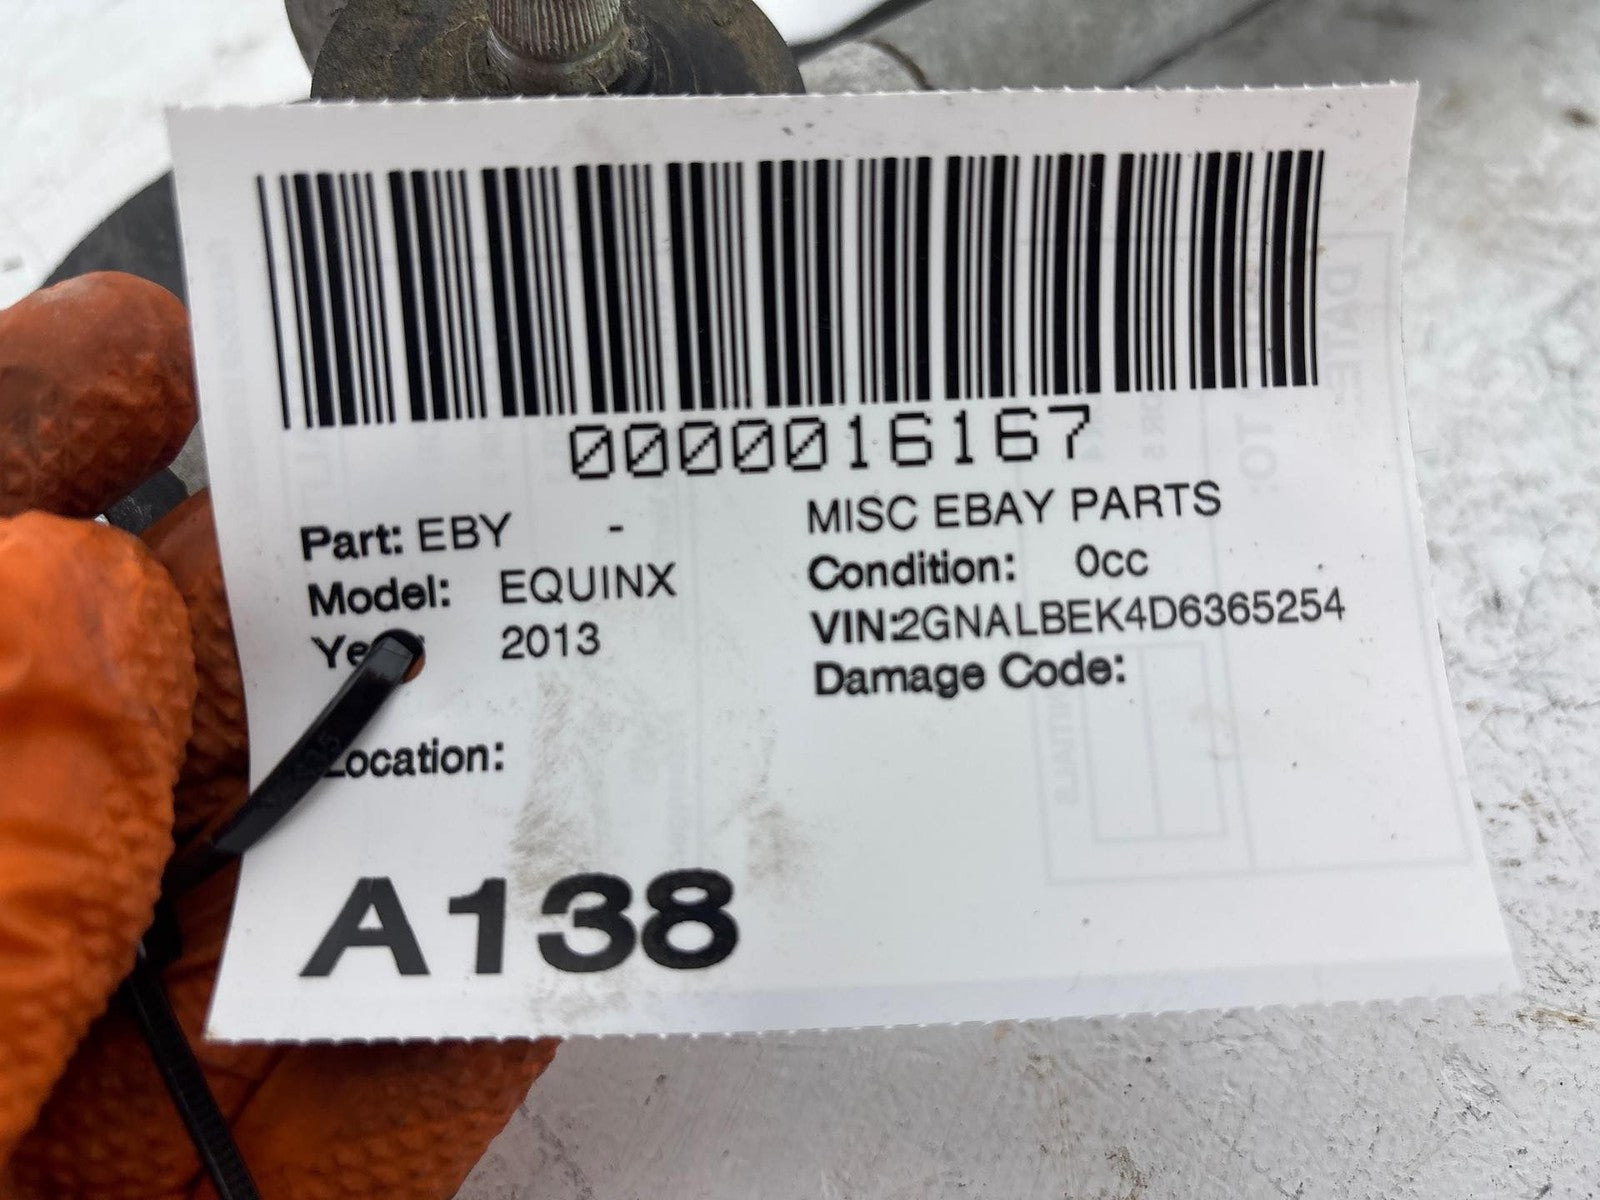 0000016167
Part: EBY - MISC EBAY PARTS
Model: EQUINX Condition: 0cc
2013 VIN:2GNALBEK4D6365254
Damage Code:
Location:
A138